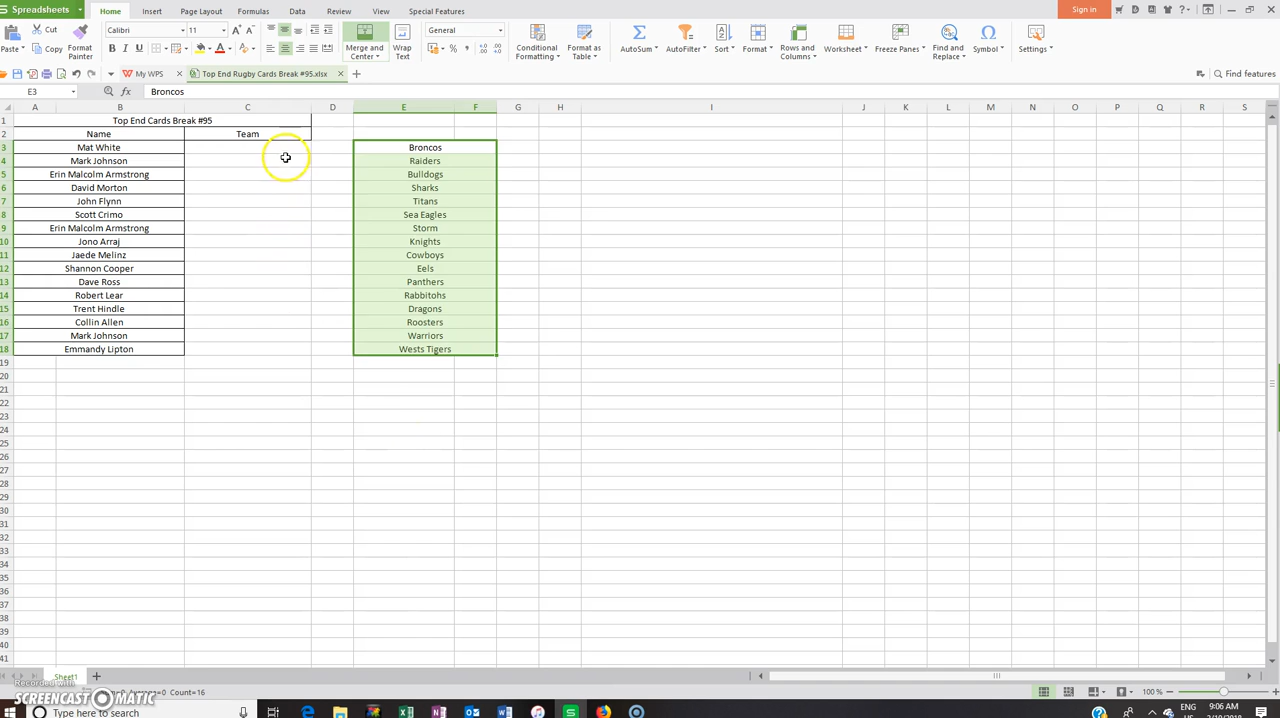 Spreadsheets Home Insert Page Layout Formulas Data Review View Special Features Sign in
Paste Cut Copy Format Painter Calibri 11 B I U A Merge and Center Wrap Text General Conditional Formatting Format as Table AutoSum AutoFilter Sort Format Rows and Columns Worksheet Freeze Panes Find and Replace Symbol Settings
My WPS Top End Rugby Cards Break #95.xlsx Find features
E3 fx Broncos
A B C D E F G H I J K L M N O P Q R S
1 Top End Cards Break #95
2 Name Team
3 Mat White Broncos
4 Mark Johnson Raiders
5 Erin Malcolm Armstrong Bulldogs
6 David Morton Sharks
7 John Flynn Titans
8 Scott Crimo Sea Eagles
9 Erin Malcolm Armstrong Storm
10 Jono Arraj Knights
11 Jaede Melinz Cowboys
12 Shannon Cooper Eels
13 Dave Ross Panthers
14 Robert Lear Rabbitohs
15 Trent Hindle Dragons
16 Collin Allen Roosters
17 Mark Johnson Warriors
18 Emmandy Lipton Wests Tigers
19
20
21
22
23
24
25
26
27
28
29
30
31
32
33
34
35
36
37
38
39
40
41
Sheet1
Count=16 100 %
SCREENCAST MATIC
Type here to search ENG 9:06 AM